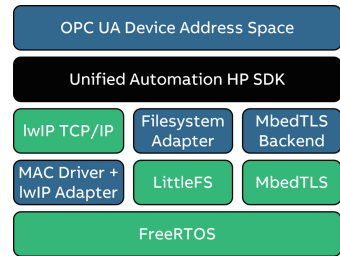 OPC UA Device Address Space
Unified Automation HP SDK
lwIP TCP/IP
Filesystem
Adapter
MbedTLS
Backend
MAC Driver +
lwIP Adapter
LittleFS
MbedTLS
FreeRTOS